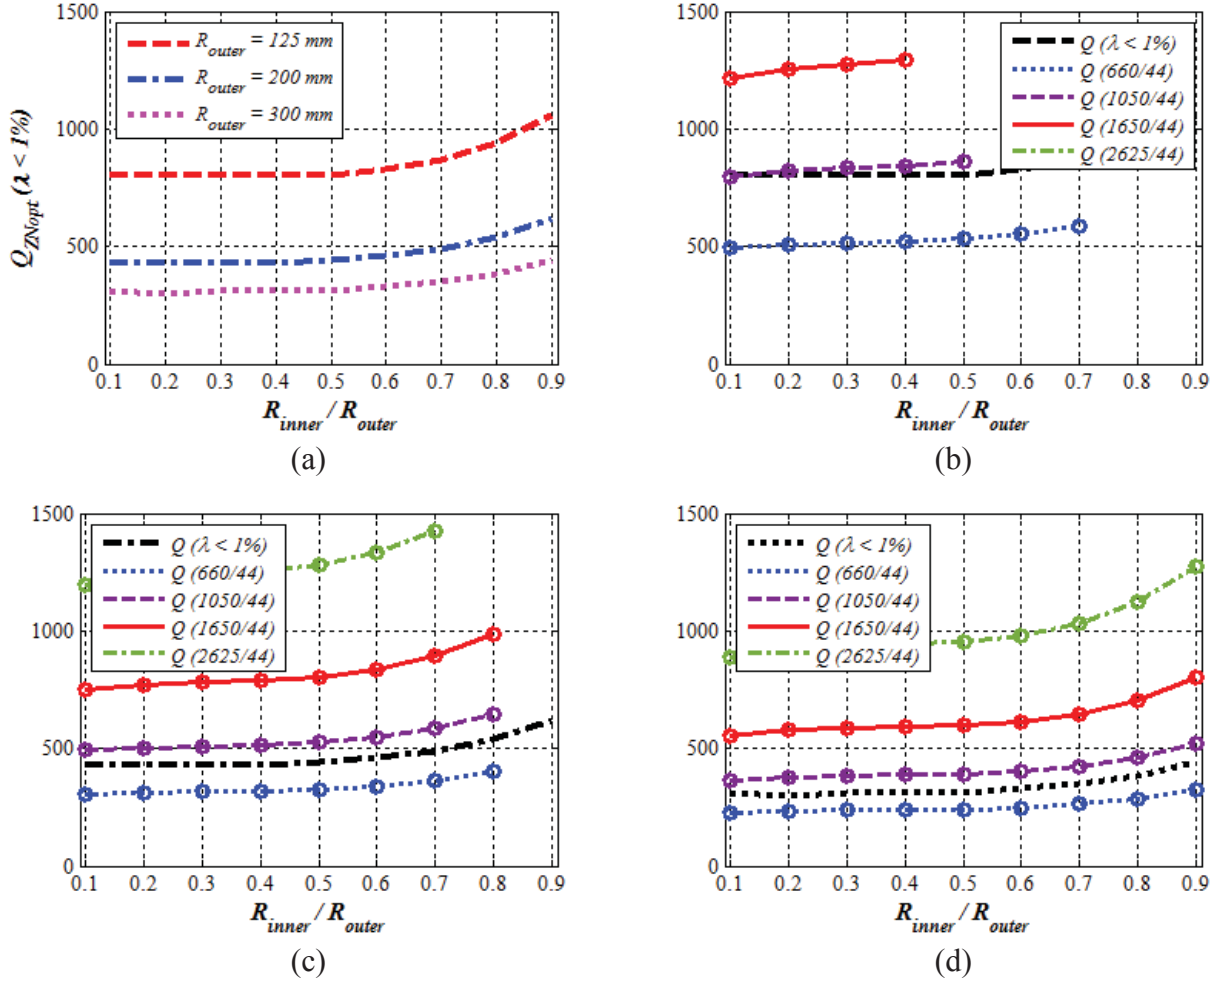 1500
1000
500
0
Q_ZNopt (λ < 1%)
R_outer = 125 mm
R_outer = 200 mm
R_outer = 300 mm
0.1 0.2 0.3 0.4 0.5 0.6 0.7 0.8 0.9
R_inner / R_outer
(a)
1500
1000
500
0
Q (λ < 1%)
Q (660/44)
Q (1050/44)
Q (1650/44)
Q (2625/44)
0.1 0.2 0.3 0.4 0.5 0.6 0.7 0.8 0.9
R_inner / R_outer
(b)
1500
1000
500
0
Q (λ < 1%)
Q (660/44)
Q (1050/44)
Q (1650/44)
Q (2625/44)
0.1 0.2 0.3 0.4 0.5 0.6 0.7 0.8 0.9
R_inner / R_outer
(c)
1500
1000
500
0
Q (λ < 1%)
Q (660/44)
Q (1050/44)
Q (1650/44)
Q (2625/44)
0.1 0.2 0.3 0.4 0.5 0.6 0.7 0.8 0.9
R_inner / R_outer
(d)